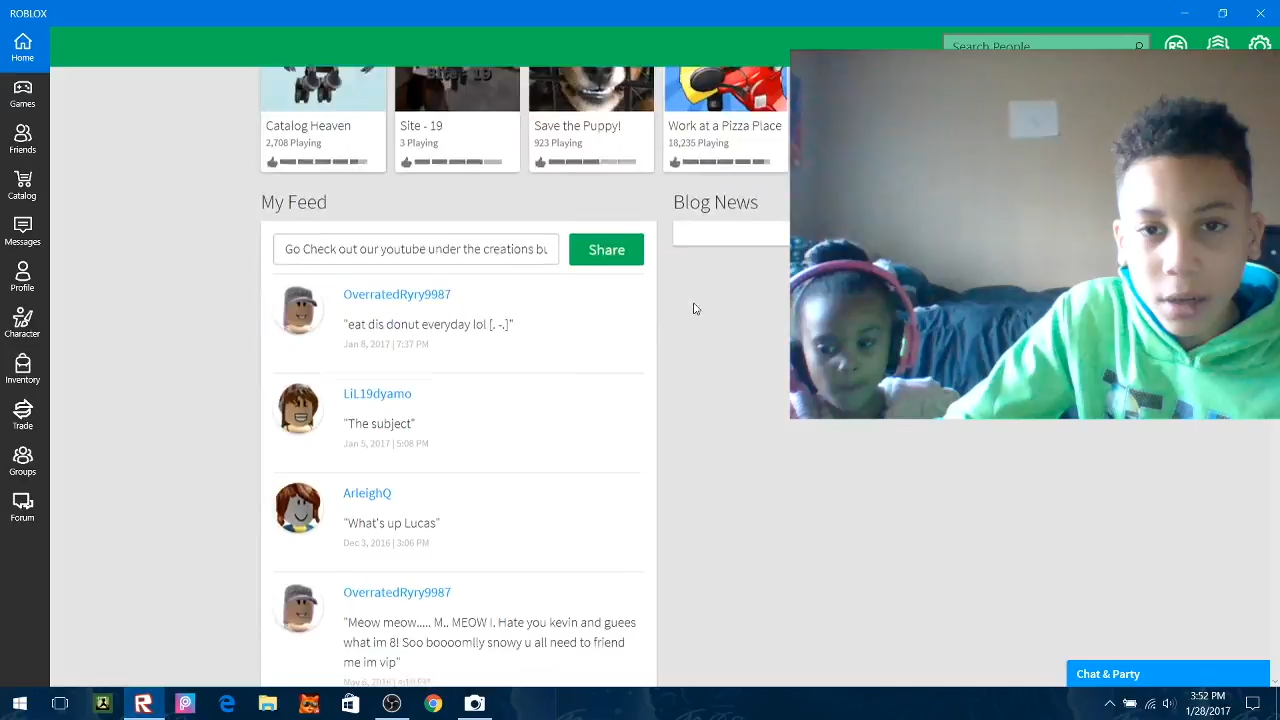 ROBLOX
Home
Search People
Games
Friends
Profile
Character
Inventory
Trade
Groups
Forum
Catalog Heaven
2,708 Playing
Site - 19
Site - 19
3 Playing
Save the Puppy!
923 Playing
Work at a Pizza Place
18,235 Playing
My Feed
Blog News
Go Check out our youtube under the creations bu
Share
OverratedRyry9987
"eat dis donut everyday lol [. -.]"
Jan 8, 2017 | 7:37 PM
LiL19dyamo
"The subject"
Jan 5, 2017 | 5:08 PM
ArleighQ
"What's up Lucas"
Dec 3, 2016 | 3:06 PM
OverratedRyry9987
"Meow meow..... M.. MEOW I. Hate you kevin and guees
what im 8! Soo boooomlly snowy u all need to friend
me im vip"
Chat & Party
3:52 PM
1/28/2017